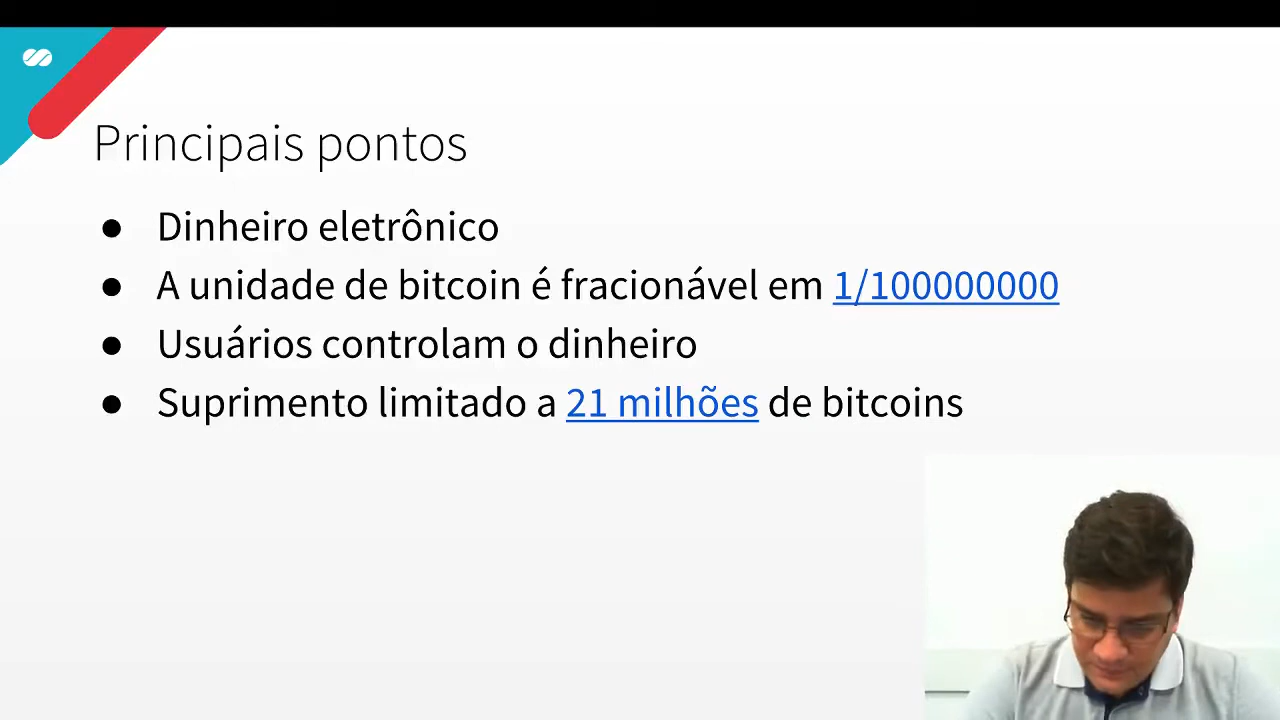 Principais pontos
● Dinheiro eletrônico
● A unidade de bitcoin é fracionável em 1/100000000
● Usuários controlam o dinheiro
● Suprimento limitado a 21 milhões de bitcoins